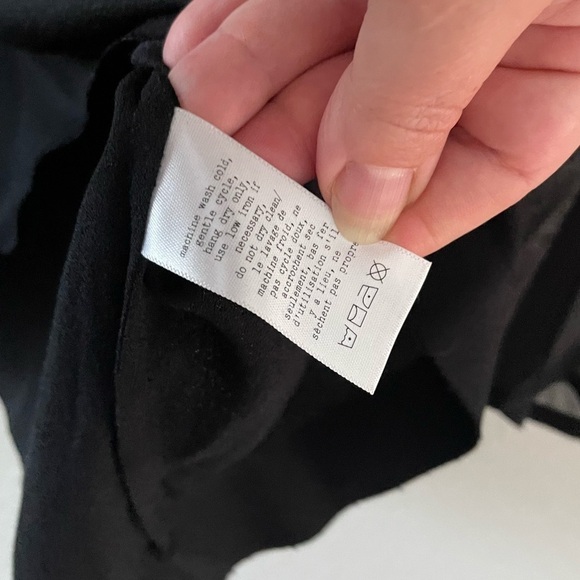 machine wash cold,
gentle cycle,
hang dry only,
use low iron if
necessary,
do not dry clean/
le lavage de
machine froid, ne
pas cycle doux,
accrochent sec
seulement, bas fer
d'utilisation s'il
y a lieu, ne
sèchent pas propre